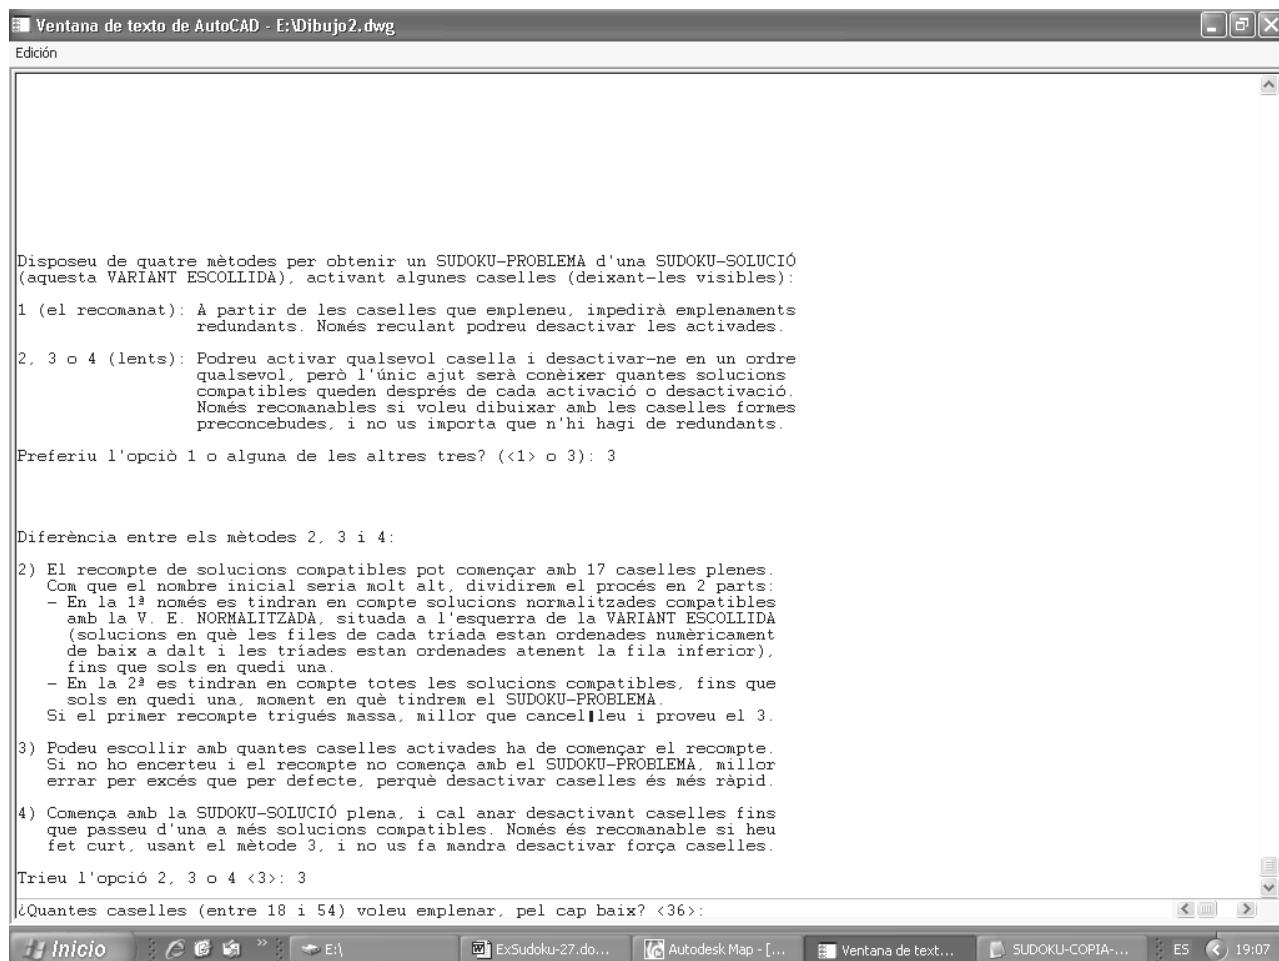 Ventana de texto de AutoCAD - E:\Dibujo2.dwg
Edición
Disposeu de quatre mètodes per obtenir un SUDOKU-PROBLEMA d'una SUDOKU-SOLUCIÓ
(aquesta VARIANT ESCOLLIDA), activant algunes caselles (deixant-les visibles):
1 (el recomanat): A partir de les caselles que empleneu, impedirà emplenaments
redundants. Només reculant podreu desactivar les activades.
2, 3 o 4 (lents): Podreu activar qualsevol casella i desactivar-ne en un ordre
qualsevol, però l'únic ajut serà conèixer quantes solucions
compatibles queden després de cada activació o desactivació.
Només recomanables si voleu dibuixar amb les caselles formes
preconcebudes, i no us importa que n'hi hagi de redundants.
Preferiu l'opciò 1 o alguna de les altres tres? (<1> o 3): 3
Diferència entre els mètodes 2, 3 i 4:
2) El recompte de solucions compatibles pot començar amb 17 caselles plenes.
Com que el nombre inicial seria molt alt, dividirem el procés en 2 parts:
- En la 1ª només es tindran en compte solucions normalitzades compatibles
amb la V. E. NORMALITZADA, situada a l'esquerra de la VARIANT ESCOLLIDA
(solucions en què les files de cada tríada estan ordenades numèricament
de baix a dalt i les tríades estan ordenades atenent la fila inferior),
fins que sols en quedi una.
- En la 2ª es tindran en compte totes les solucions compatibles, fins que
sols en quedi una, moment en què tindrem el SUDOKU-PROBLEMA.
Si el primer recompte trigués massa, millor que cancel▮leu i proveu el 3.
3) Podeu escollir amb quantes caselles activades ha de començar el recompte.
Si no ho encerteu i el recompte no comença amb el SUDOKU-PROBLEMA, millor
errar per excés que per defecte, perquè desactivar caselles és més ràpid.
4) Comença amb la SUDOKU-SOLUCIÓ plena, i cal anar desactivant caselles fins
que passeu d'una a més solucions compatibles. Només és recomanable si heu
fet curt, usant el mètode 3, i no us fa mandra desactivar força caselles.
Trieu l'opció 2, 3 o 4 <3>: 3
¿Quantes caselles (entre 18 i 54) voleu emplenar, pel cap baix? <36>:
Inicio » E:\ ExSudoku-27.do... Autodesk Map - [... Ventana de text... SUDOKU-COPIA-... ES 19:07